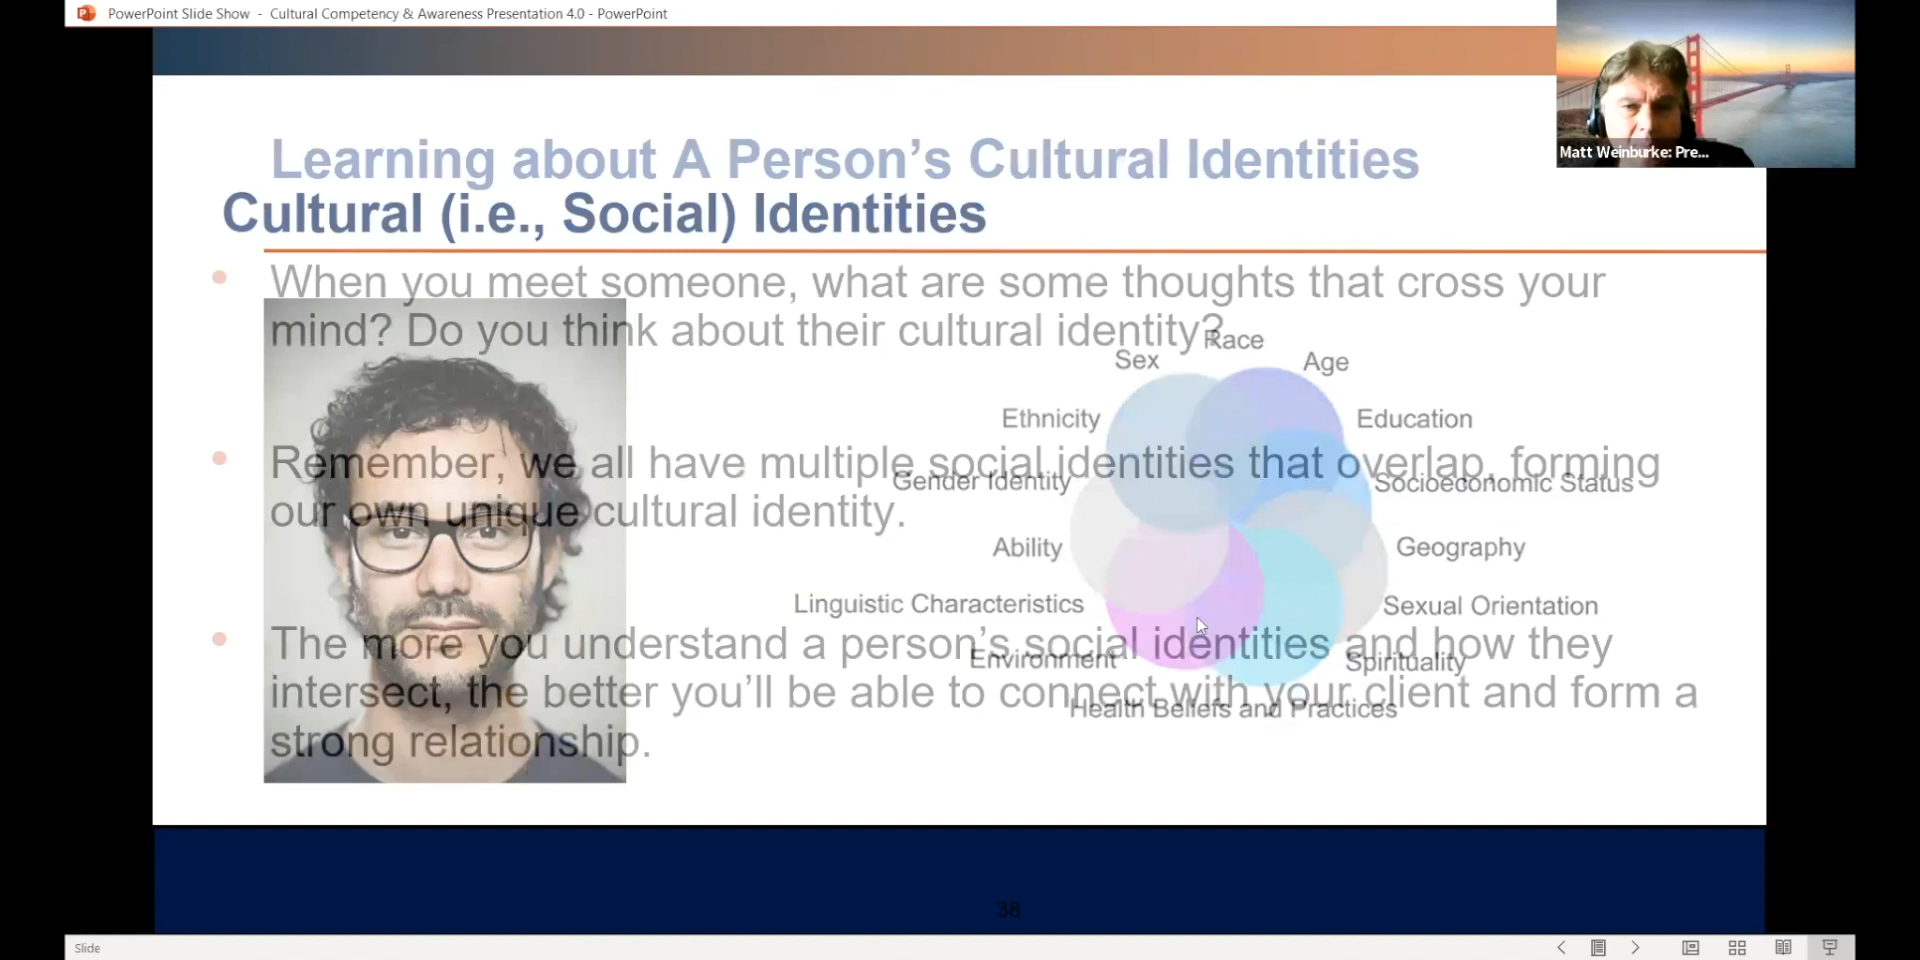 PowerPoint Slide Show - Cultural Competency & Awareness Presentation 4.0 - PowerPoint
Matt Weinburke: Pre...
Learning about A Person’s Cultural Identities
Cultural (i.e., Social) Identities
• When you meet someone, what are some thoughts that cross your
mind? Do you think about their cultural identity?
• Remember, we all have multiple social identities that overlap, forming
our own unique cultural identity.
• The more you understand a person’s social identities and how they
intersect, the better you’ll be able to connect with your client and form a
strong relationship.
Race
Sex
Age
Ethnicity
Education
Gender Identity
Socioeconomic Status
Ability
Geography
Linguistic Characteristics
Sexual Orientation
Environment
Spirituality
Health Beliefs and Practices
38
Slide